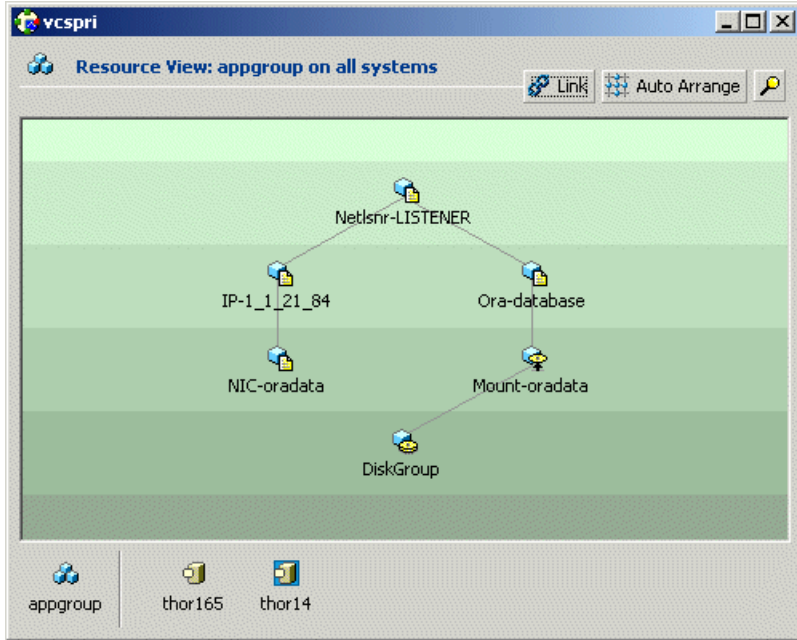 vcspri
Resource View: appgroup on all systems
Link
Auto Arrange
Netlsnr-LISTENER
IP-1_1_21_84
Ora-database
NIC-oradata
Mount-oradata
DiskGroup
appgroup
thor165
thor14